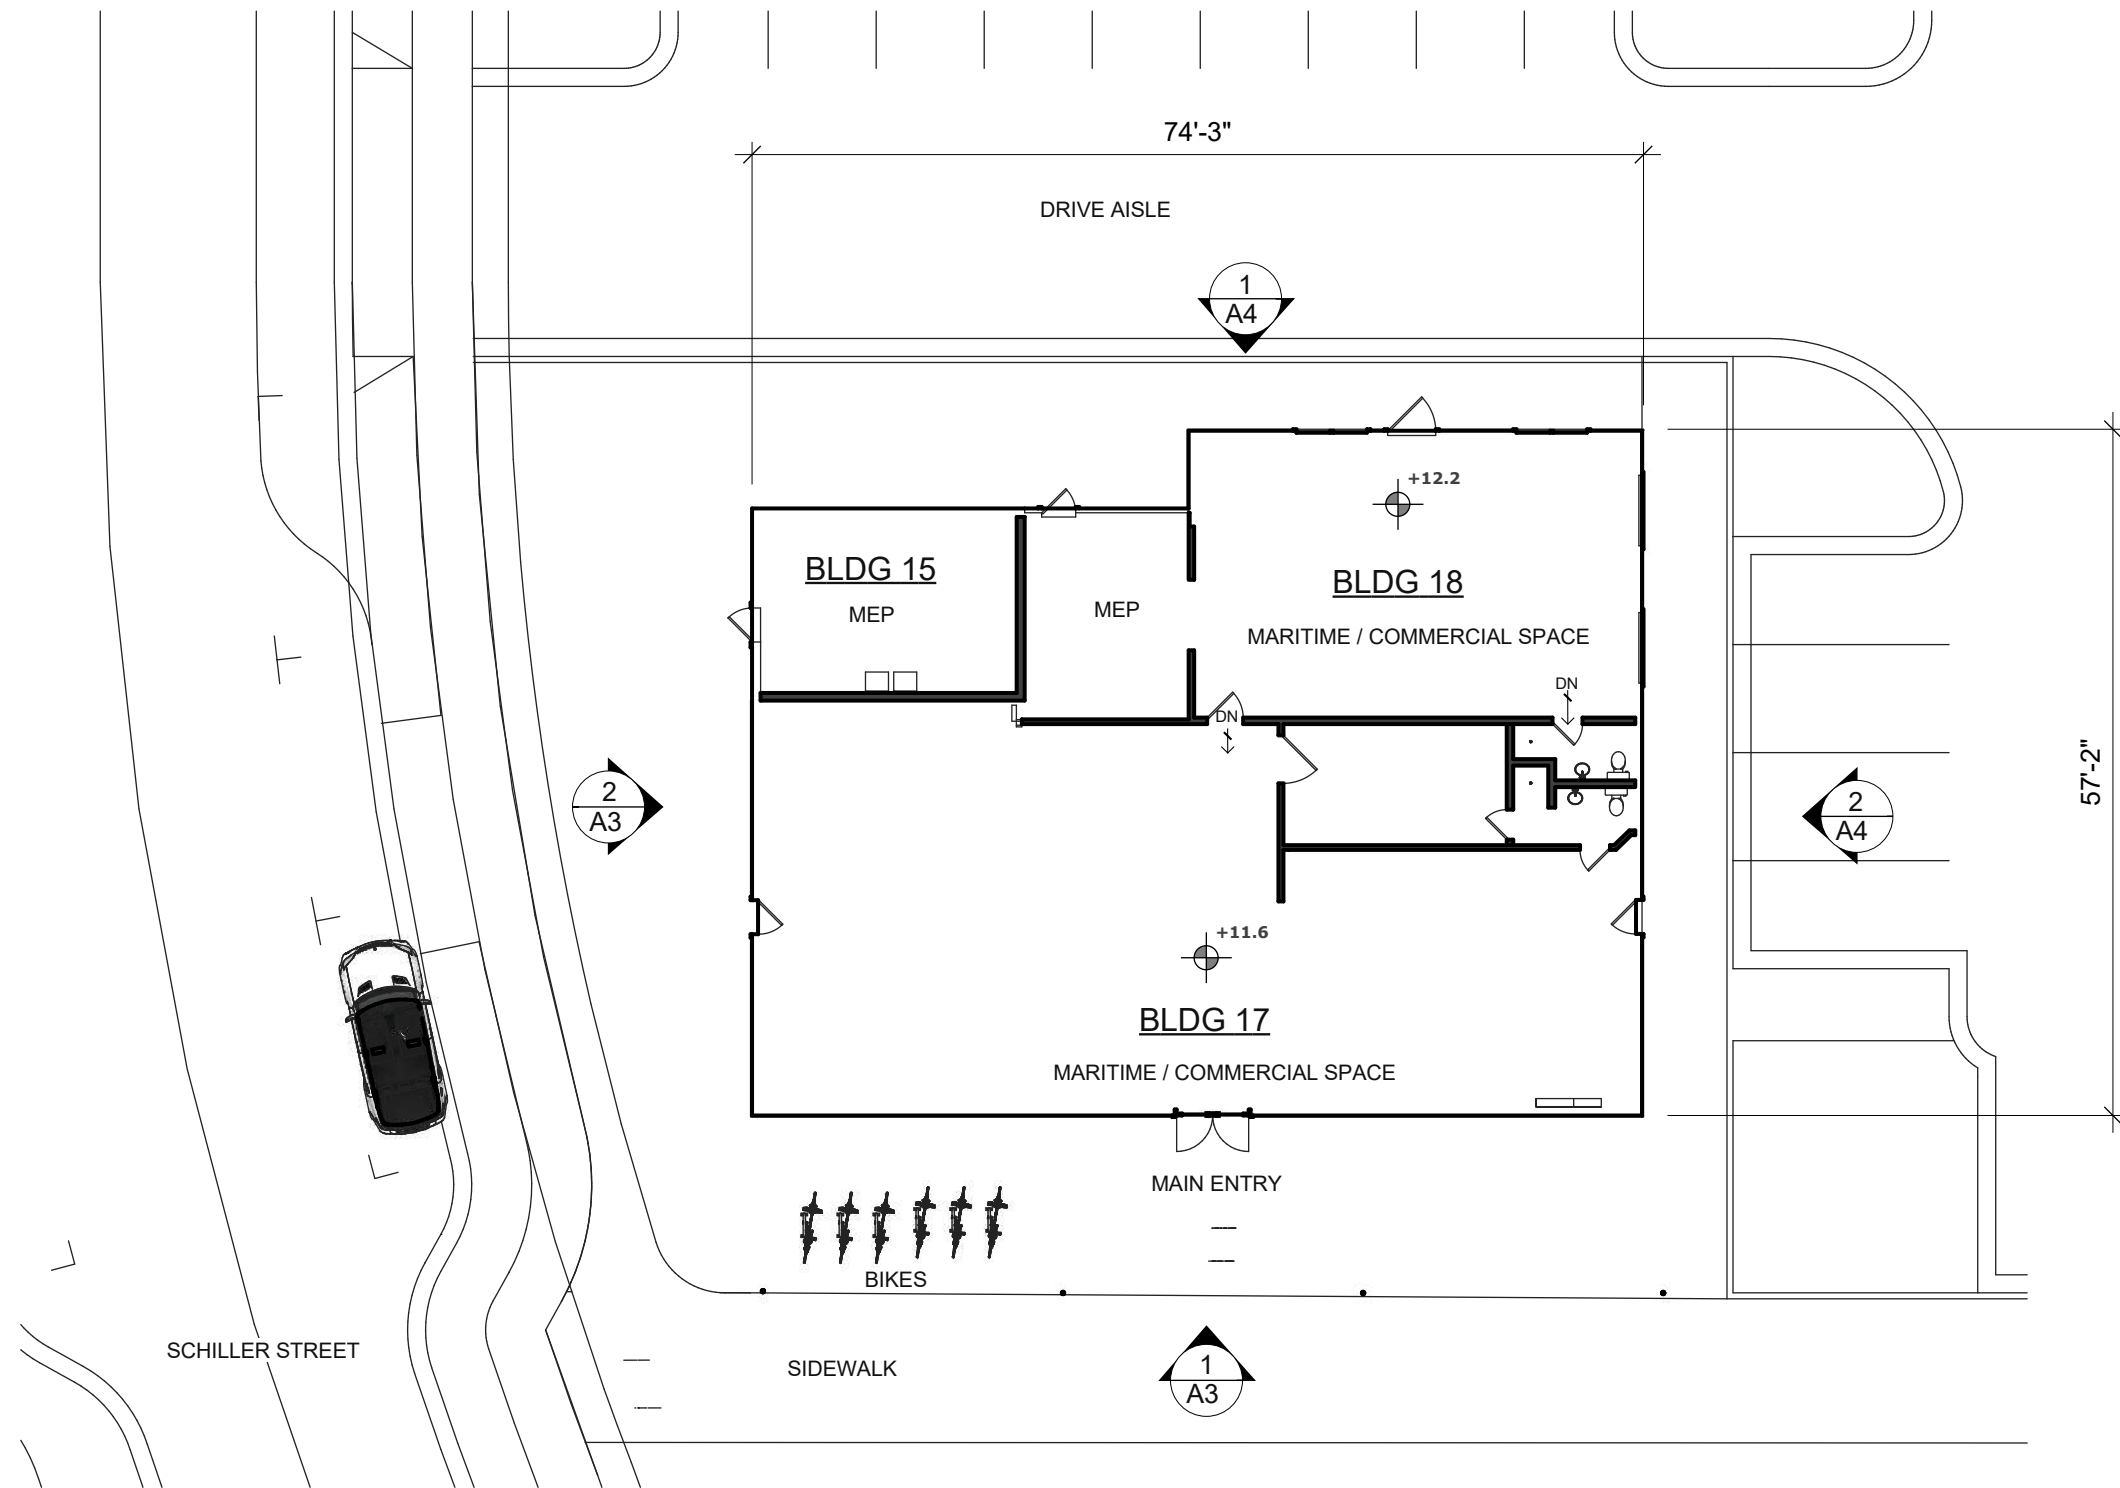 74'-3"
DRIVE AISLE
1
A4
+12.2
BLDG 15
MEP
MEP
BLDG 18
MARITIME / COMMERCIAL SPACE
DN
DN
57'-2"
2
A3
2
A4
+11.6
BLDG 17
MARITIME / COMMERCIAL SPACE
MAIN ENTRY
BIKES
SCHILLER STREET
SIDEWALK
1
A3